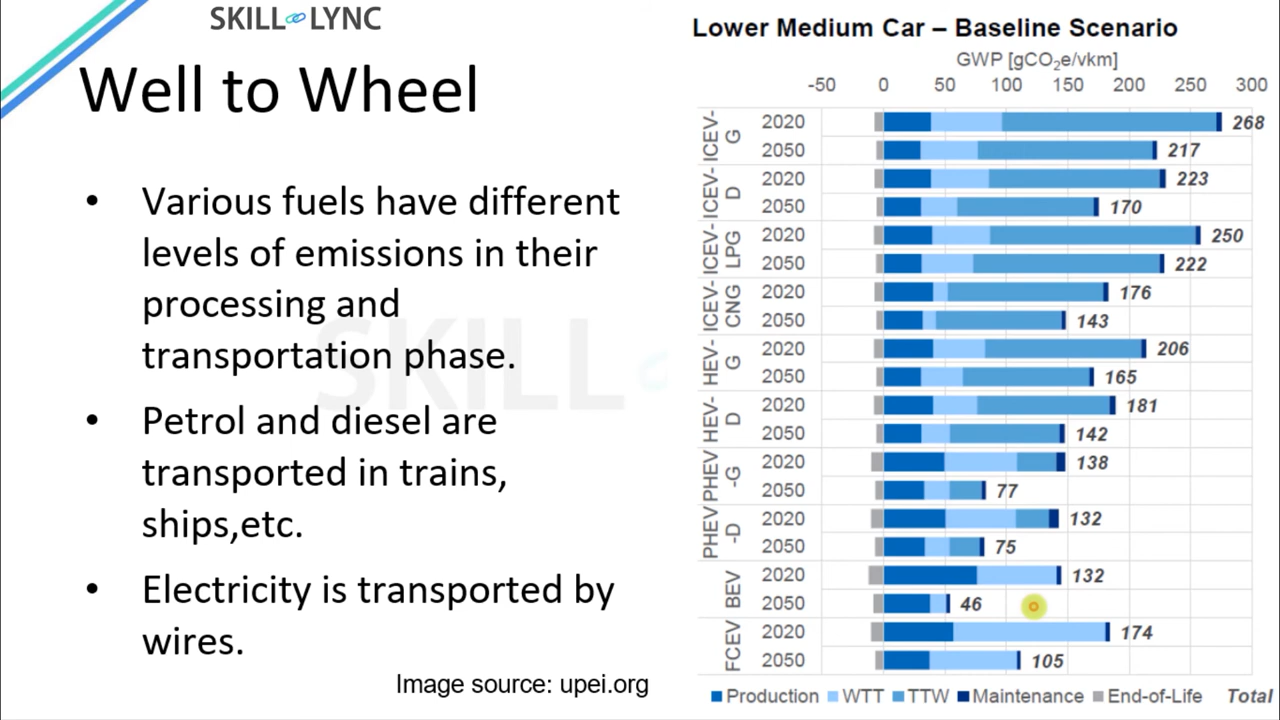 SKILL LYNC
Well to Wheel
• Various fuels have different
levels of emissions in their
processing and
transportation phase.
• Petrol and diesel are
transported in trains,
ships,etc.
• Electricity is transported by
wires.
Image source: upei.org
SKILL
Lower Medium Car – Baseline Scenario
GWP [gCO₂e/vkm]
-50 0 50 100 150 200 250 300
ICEV-G 2020 268
2050 217
ICEV-D 2020 223
2050 170
ICEV-LPG 2020 250
2050 222
ICEV-CNG 2020 176
2050 143
HEV-G 2020 206
2050 165
HEV-D 2020 181
2050 142
PHEV-G 2020 138
2050 77
PHEV-D 2020 132
2050 75
BEV 2020 132
2050 46
FCEV 2020 174
2050 105
Production WTT TTW Maintenance End-of-Life Total